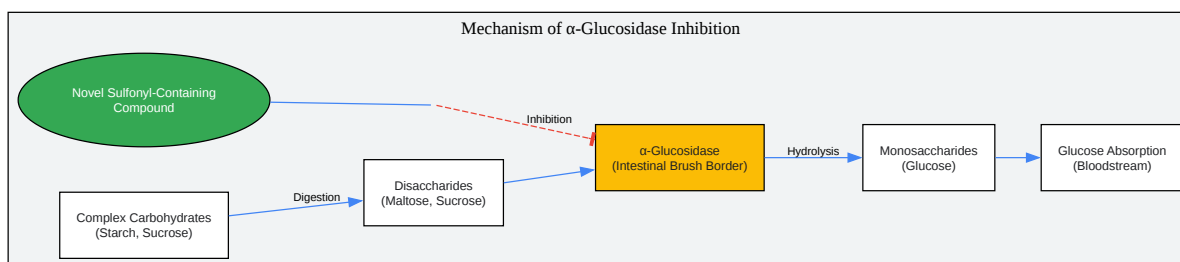 Mechanism of α-Glucosidase Inhibition
Novel Sulfonyl-Containing
Compound
Inhibition
α-Glucosidase
(Intestinal Brush Border)
Hydrolysis
Monosaccharides
(Glucose)
Glucose Absorption
(Bloodstream)
Disaccharides
(Maltose, Sucrose)
Digestion
Complex Carbohydrates
(Starch, Sucrose)